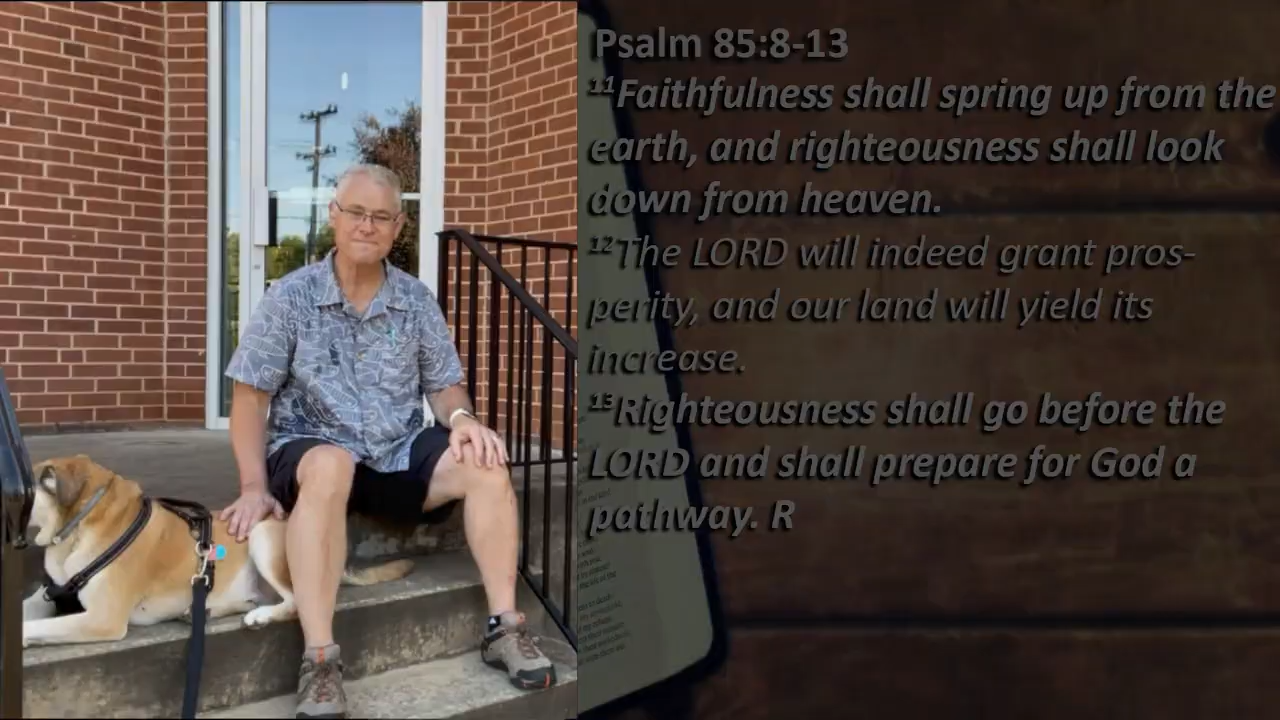 Psalm 85:8-13
¹¹Faithfulness shall spring up from the
earth, and righteousness shall look
down from heaven.
¹²The LORD will indeed grant pros-
perity, and our land will yield its
increase.
¹³Righteousness shall go before the
LORD and shall prepare for God a
pathway. R